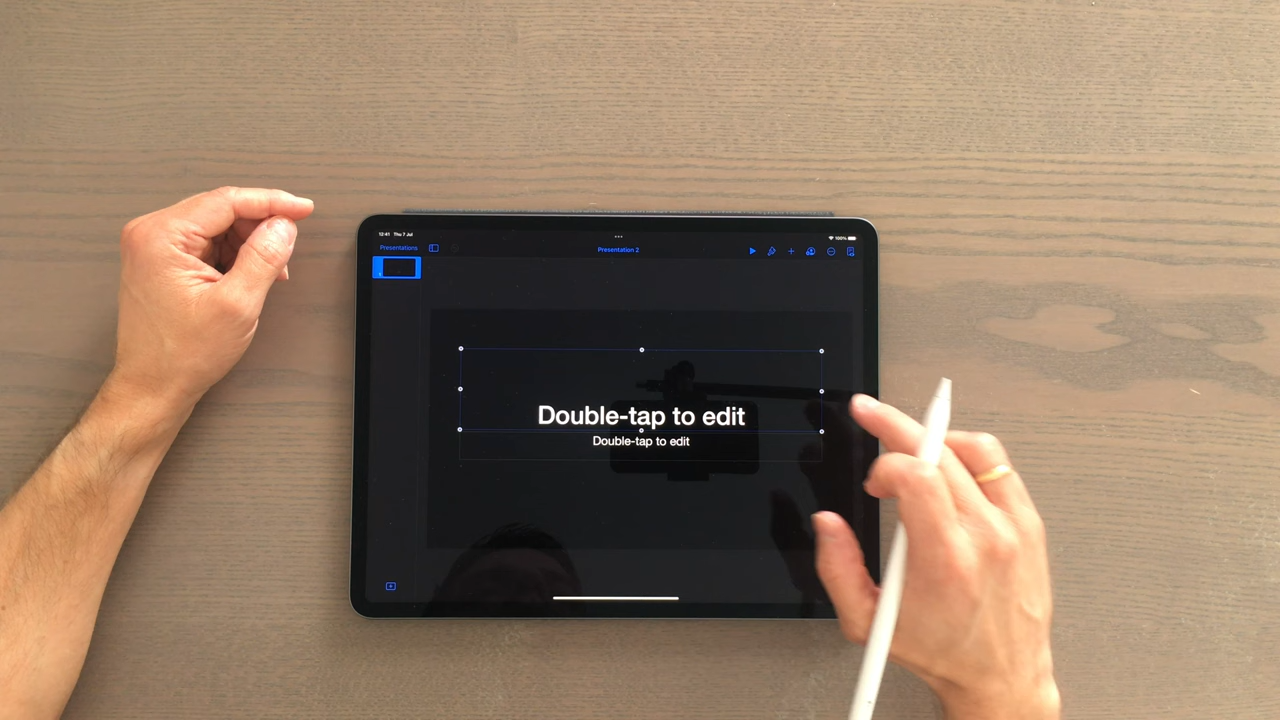 12:41 Thu 7 Jul
100%
Presentations
Presentation 2
Double-tap to edit
Double-tap to edit